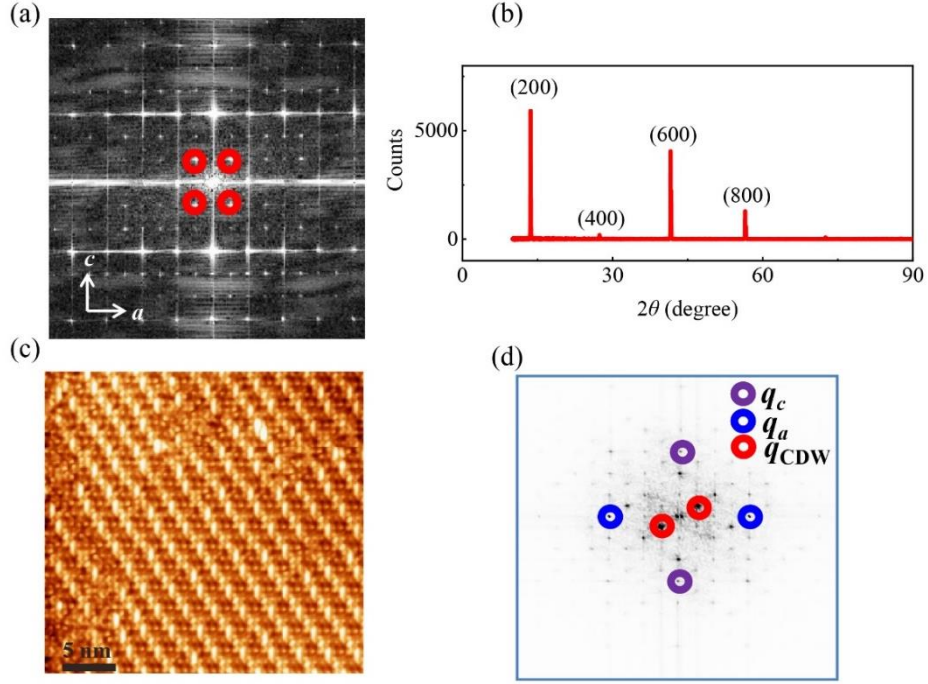 (a)
c
a
(b)
(200)
(600)
(400)
(800)
5000
0
Counts
0
30
60
90
2θ (degree)
(c)
5 nm
(d)
q_c
q_a
q_CDW